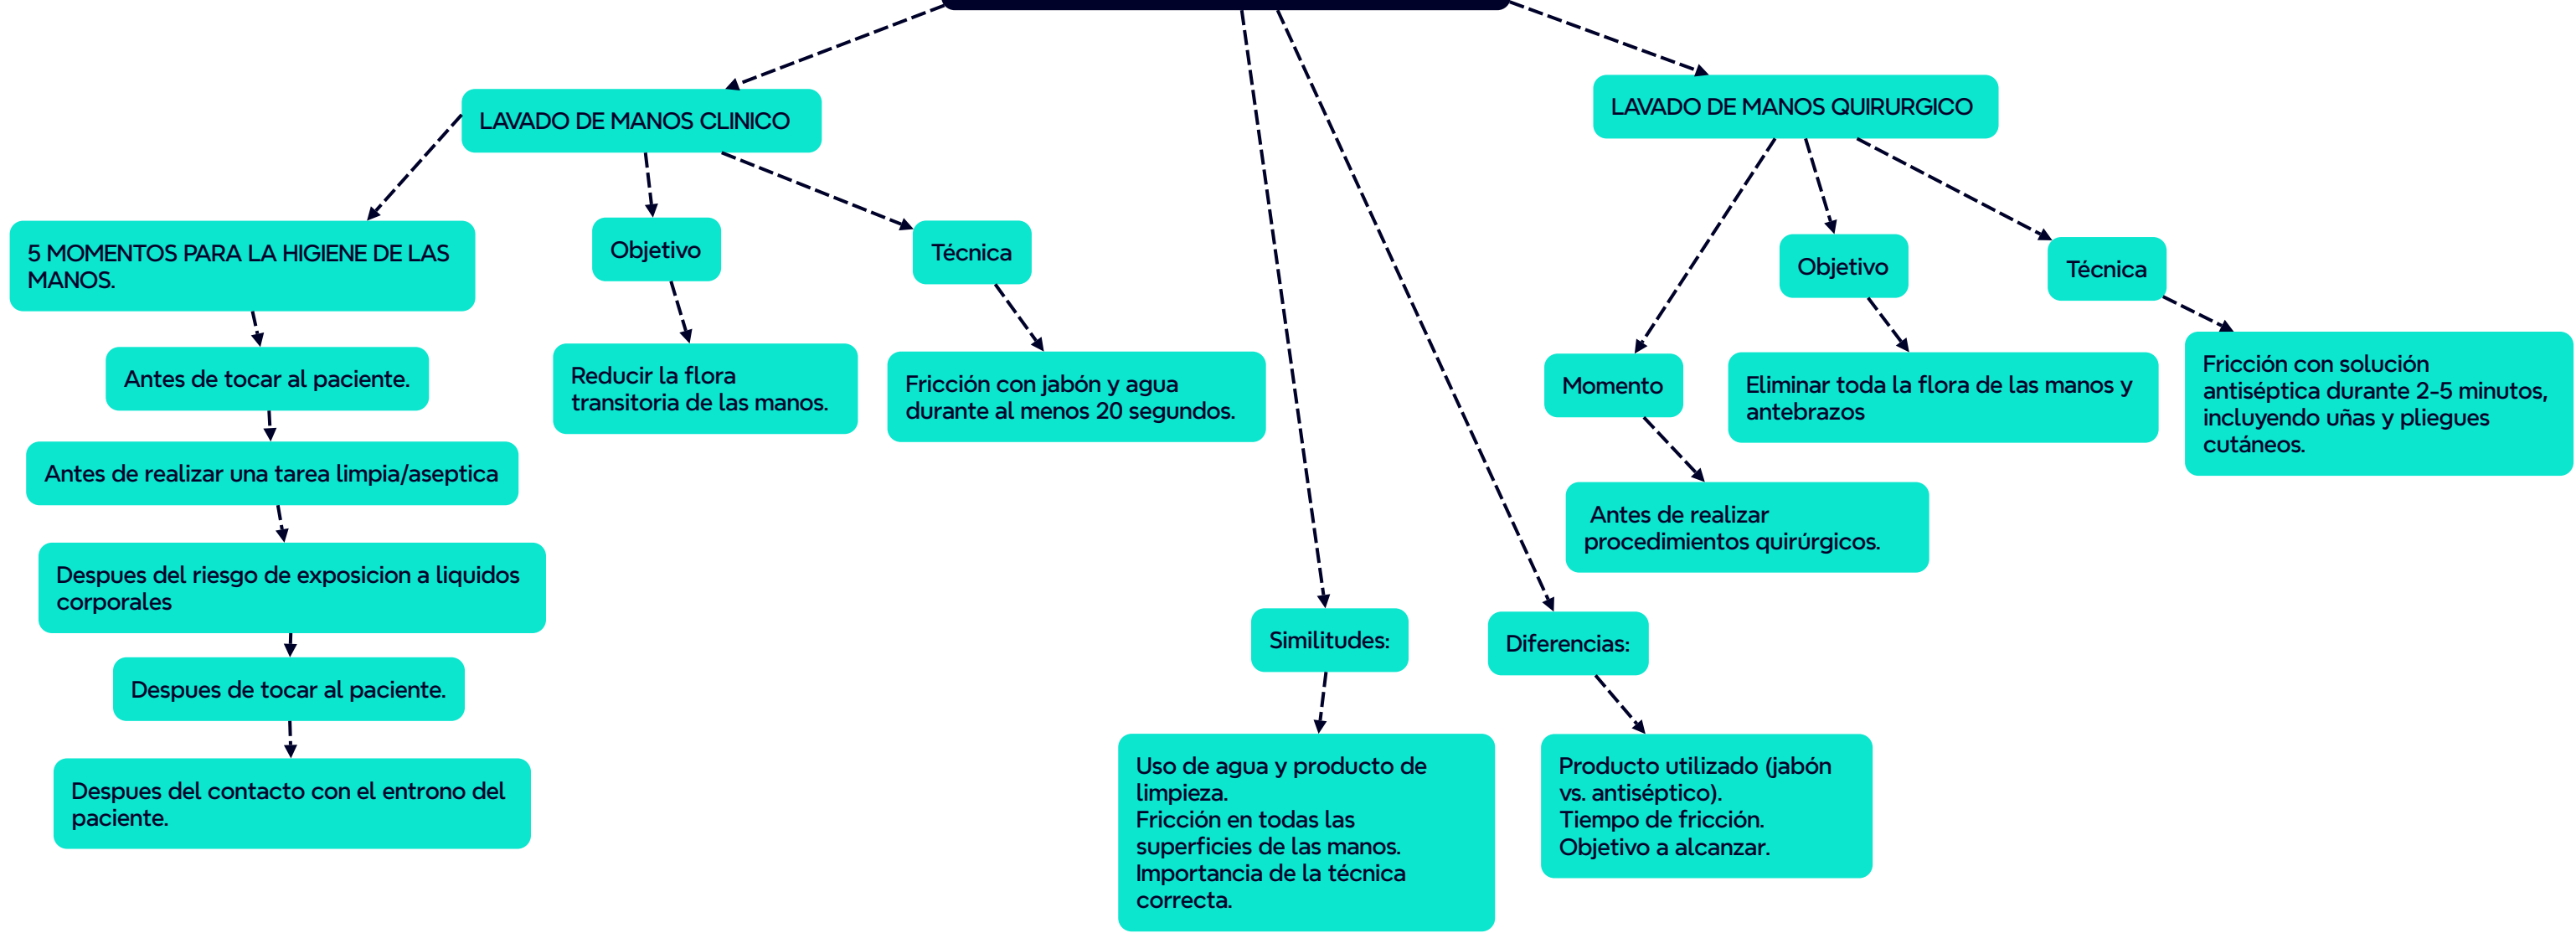 LAVADO DE MANOS CLINICO
LAVADO DE MANOS QUIRURGICO
5 MOMENTOS PARA LA HIGIENE DE LAS
MANOS.
Objetivo
Técnica
Antes de tocar al paciente.
Antes de realizar una tarea limpia/aseptica
Despues del riesgo de exposicion a liquidos
corporales
Despues de tocar al paciente.
Despues del contacto con el entrono del
paciente.
Reducir la flora
transitoria de las manos.
Fricción con jabón y agua
durante al menos 20 segundos.
Momento
Objetivo
Técnica
Antes de realizar
procedimientos quirúrgicos.
Eliminar toda la flora de las manos y
antebrazos
Fricción con solución
antiséptica durante 2-5 minutos,
incluyendo uñas y pliegues
cutáneos.
Similitudes:
Uso de agua y producto de
limpieza.
Fricción en todas las
superficies de las manos.
Importancia de la técnica
correcta.
Diferencias:
Producto utilizado (jabón
vs. antiséptico).
Tiempo de fricción.
Objetivo a alcanzar.